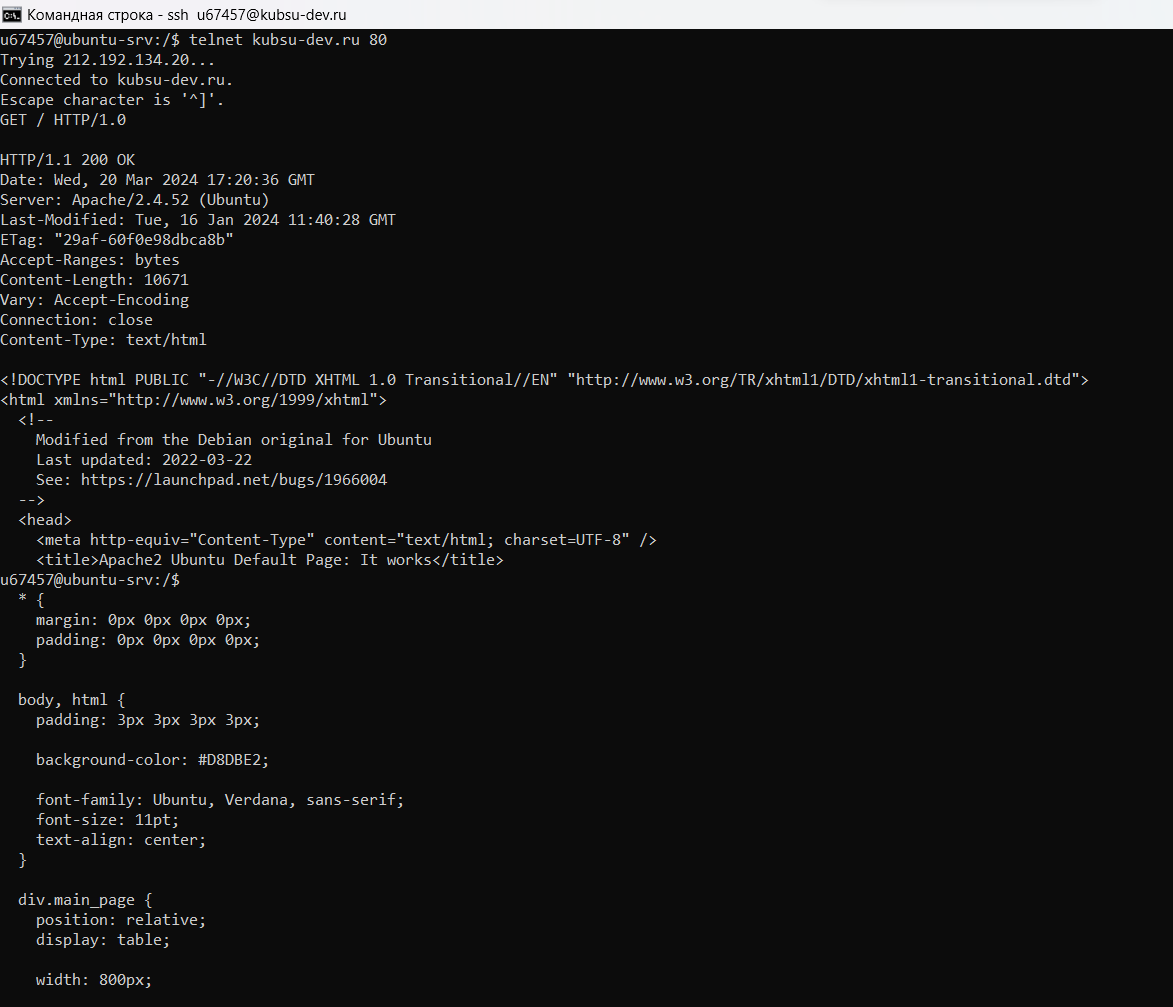 Командная строка - ssh  u67457@kubsu-dev.ru
u67457@ubuntu-srv:/$ telnet kubsu-dev.ru 80
Trying 212.192.134.20...
Connected to kubsu-dev.ru.
Escape character is '^]'.
GET / HTTP/1.0

HTTP/1.1 200 OK
Date: Wed, 20 Mar 2024 17:20:36 GMT
Server: Apache/2.4.52 (Ubuntu)
Last-Modified: Tue, 16 Jan 2024 11:40:28 GMT
ETag: "29af-60f0e98dbca8b"
Accept-Ranges: bytes
Content-Length: 10671
Vary: Accept-Encoding
Connection: close
Content-Type: text/html

<!DOCTYPE html PUBLIC "-//W3C//DTD XHTML 1.0 Transitional//EN" "http://www.w3.org/TR/xhtml1/DTD/xhtml1-transitional.dtd">
<html xmlns="http://www.w3.org/1999/xhtml">
  <!--
    Modified from the Debian original for Ubuntu
    Last updated: 2022-03-22
    See: https://launchpad.net/bugs/1966004
  -->
  <head>
    <meta http-equiv="Content-Type" content="text/html; charset=UTF-8" />
    <title>Apache2 Ubuntu Default Page: It works</title>
u67457@ubuntu-srv:/$
  * {
    margin: 0px 0px 0px 0px;
    padding: 0px 0px 0px 0px;
  }

  body, html {
    padding: 3px 3px 3px 3px;

    background-color: #D8DBE2;

    font-family: Ubuntu, Verdana, sans-serif;
    font-size: 11pt;
    text-align: center;
  }

  div.main_page {
    position: relative;
    display: table;

    width: 800px;